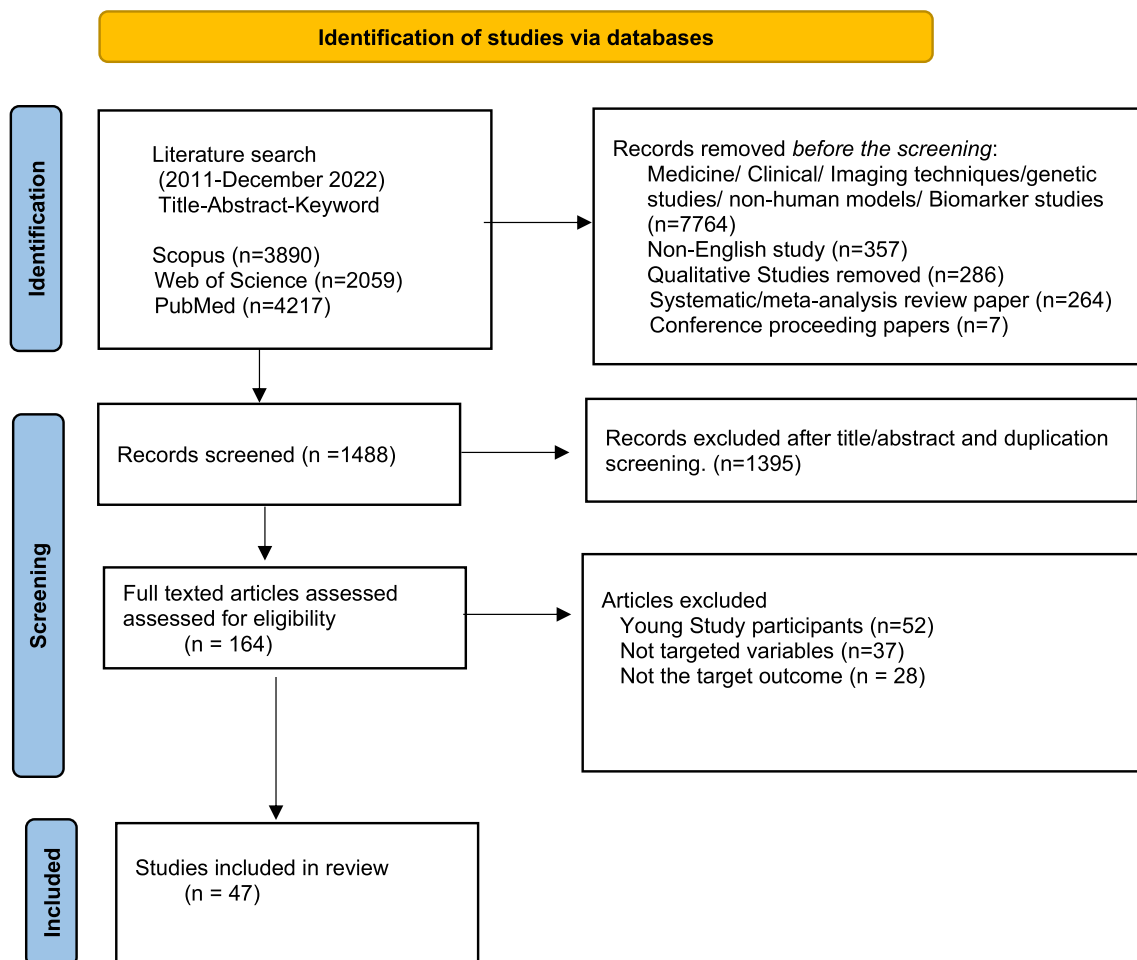 Identification of studies via databases
Identification
Literature search
(2011-December 2022)
Title-Abstract-Keyword
Scopus (n=3890)
Web of Science (n=2059)
PubMed (n=4217)
Records removed before the screening:
Medicine/ Clinical/ Imaging techniques/genetic
studies/ non-human models/ Biomarker studies
(n=7764)
Non-English study (n=357)
Qualitative Studies removed (n=286)
Systematic/meta-analysis review paper (n=264)
Conference proceeding papers (n=7)
Screening
Records screened (n =1488)
Records excluded after title/abstract and duplication
screening. (n=1395)
Full texted articles assessed
assessed for eligibility
(n = 164)
Articles excluded
Young Study participants (n=52)
Not targeted variables (n=37)
Not the target outcome (n = 28)
Included
Studies included in review
(n = 47)